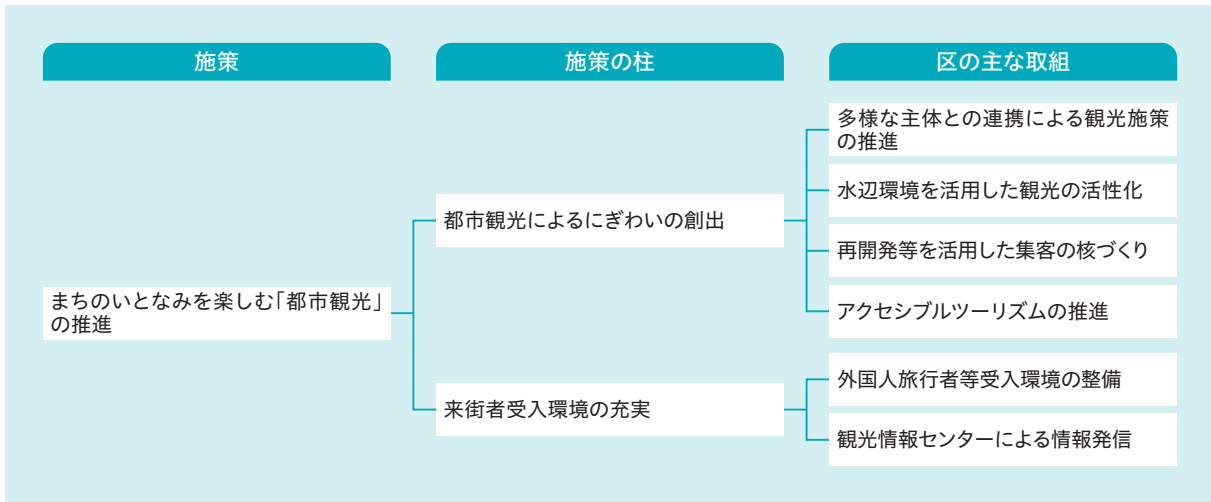 施策
施策の柱
区の主な取組
まちのいとなみを楽しむ「都市観光」
の推進
都市観光によるにぎわいの創出
多様な主体との連携による観光施策
の推進
水辺環境を活用した観光の活性化
再開発等を活用した集客の核づくり
アクセシブルツーリズムの推進
来街者受入環境の充実
外国人旅行者等受入環境の整備
観光情報センターによる情報発信